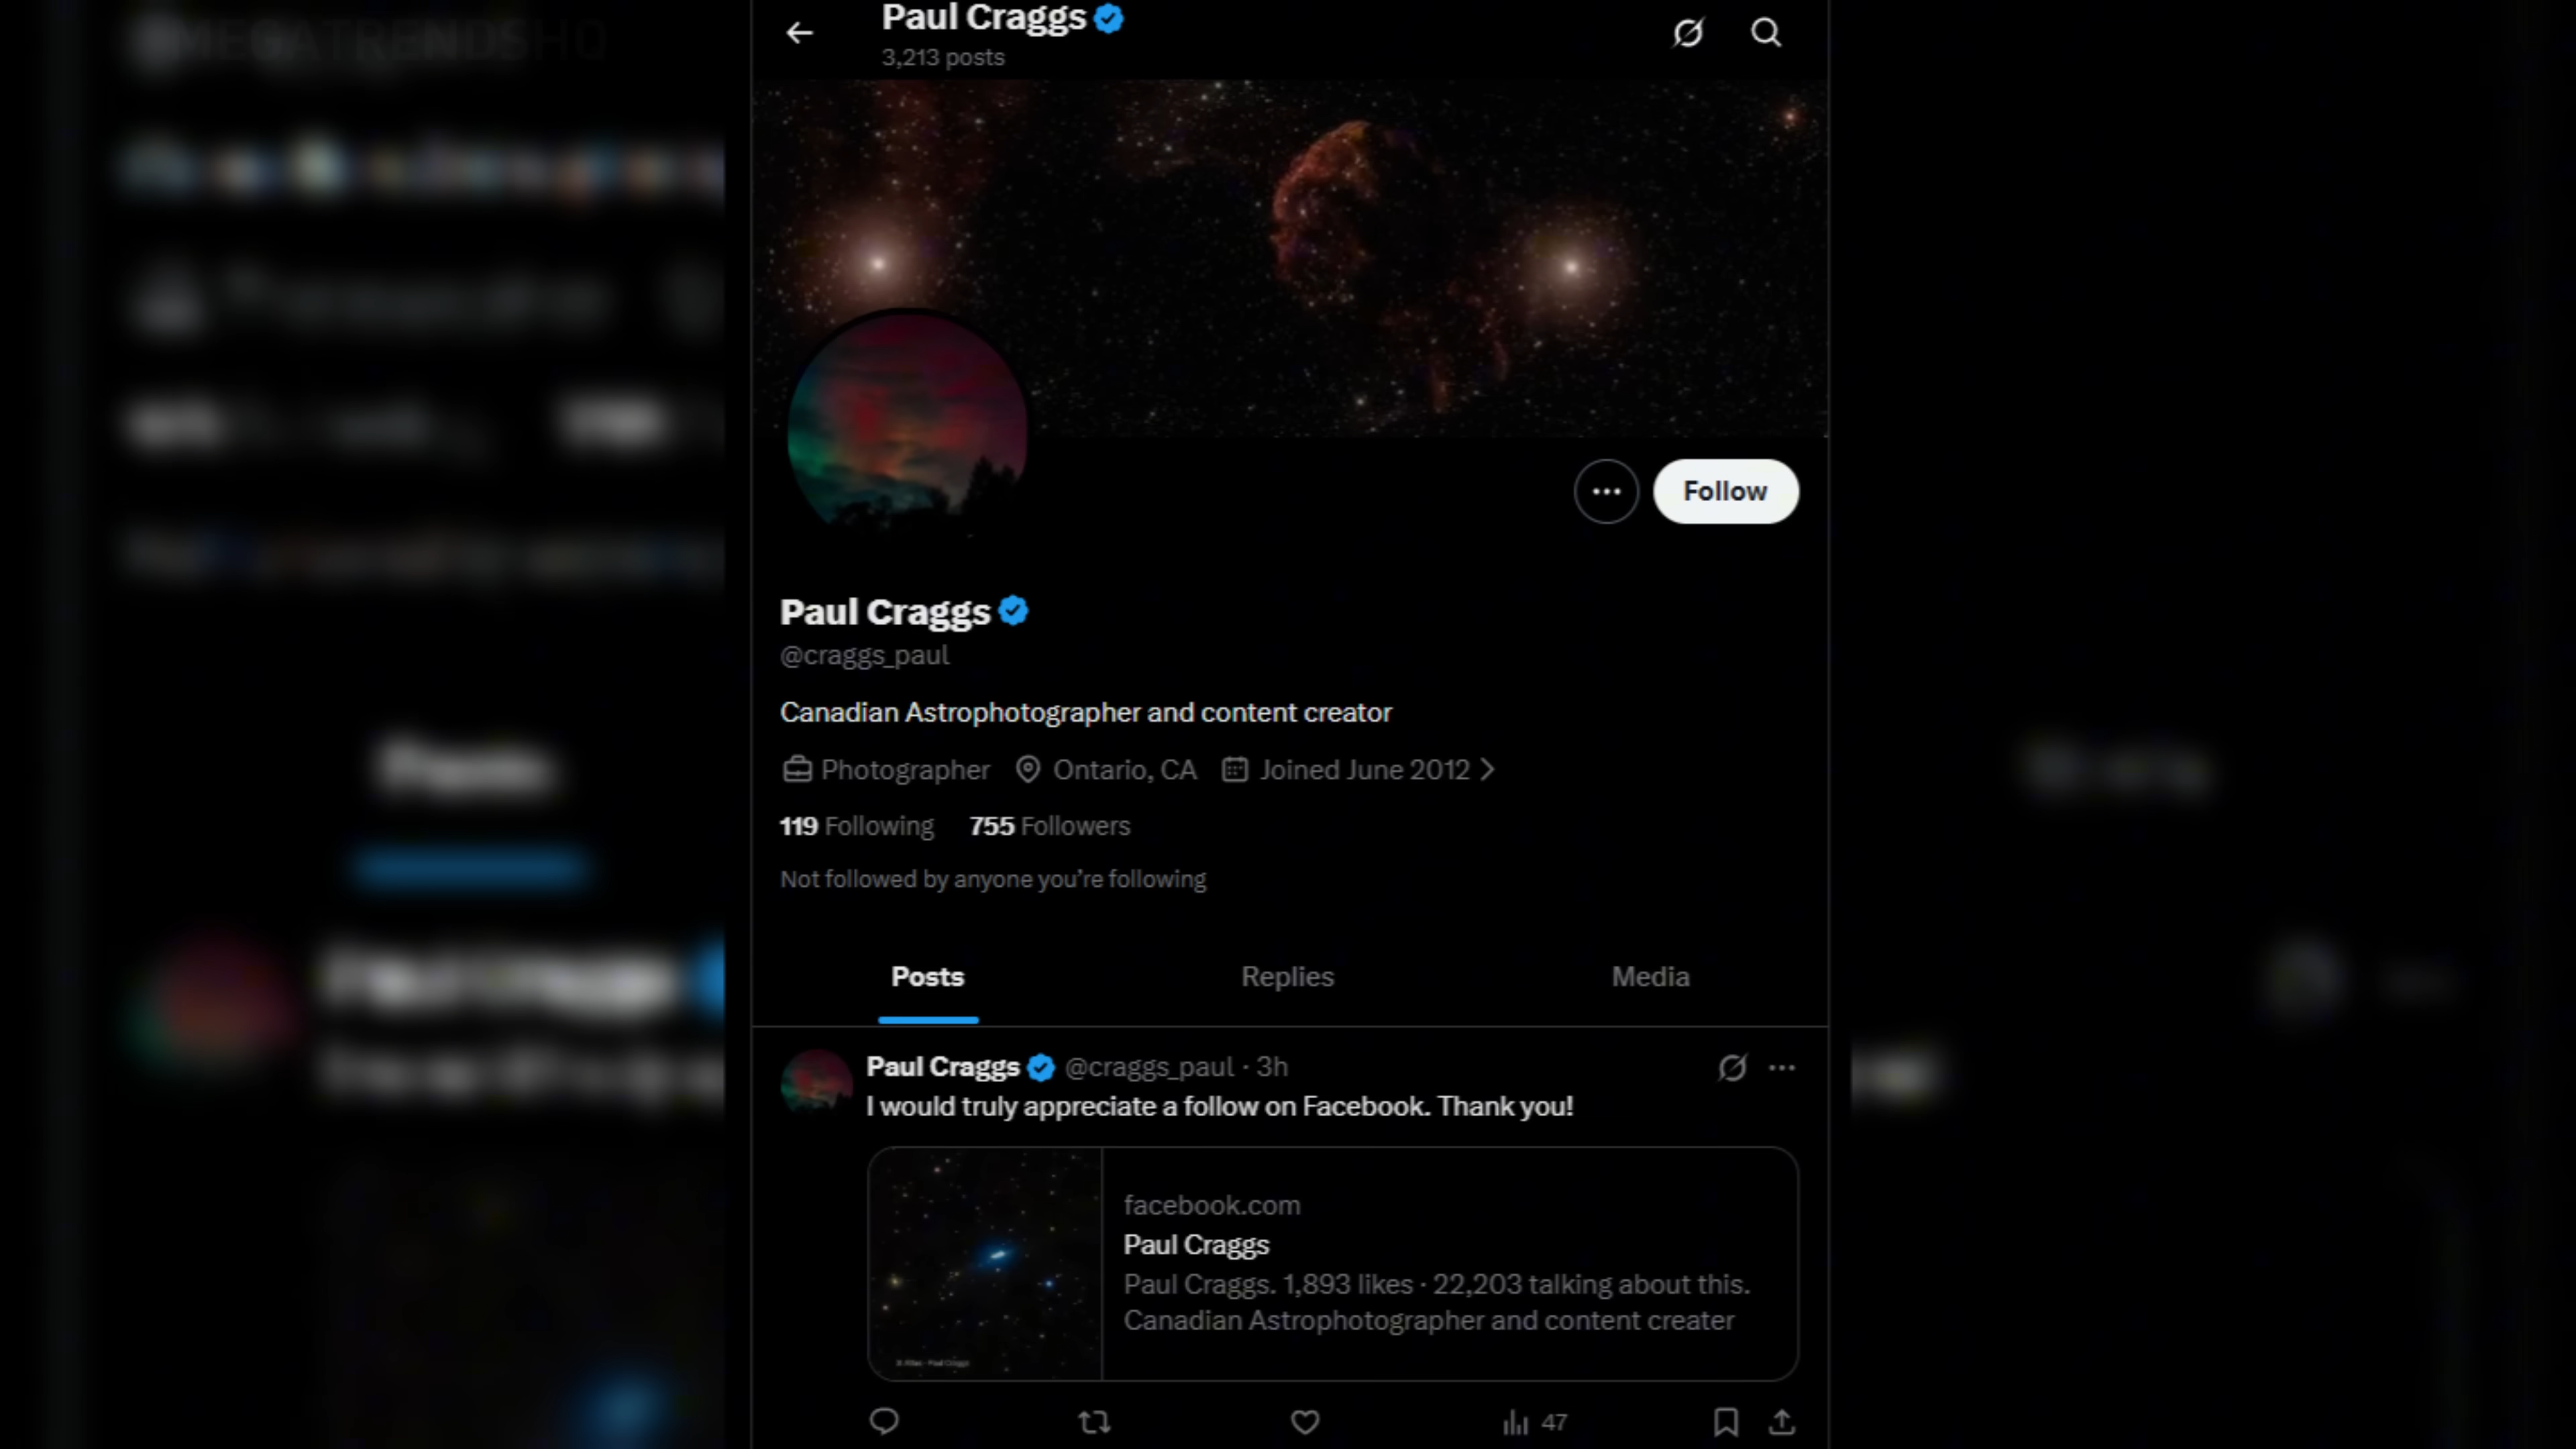 Paul Craggs
3,213 posts
Follow
Paul Craggs
@craggs_paul
Canadian Astrophotographer and content creator
Photographer Ontario, CA Joined June 2012
119 Following 755 Followers
Not followed by anyone you’re following
Posts Replies Media
Paul Craggs @craggs_paul · 3h
I would truly appreciate a follow on Facebook. Thank you!
facebook.com
Paul Craggs
Paul Craggs. 1,893 likes · 22,203 talking about this.
Canadian Astrophotographer and content creater
47